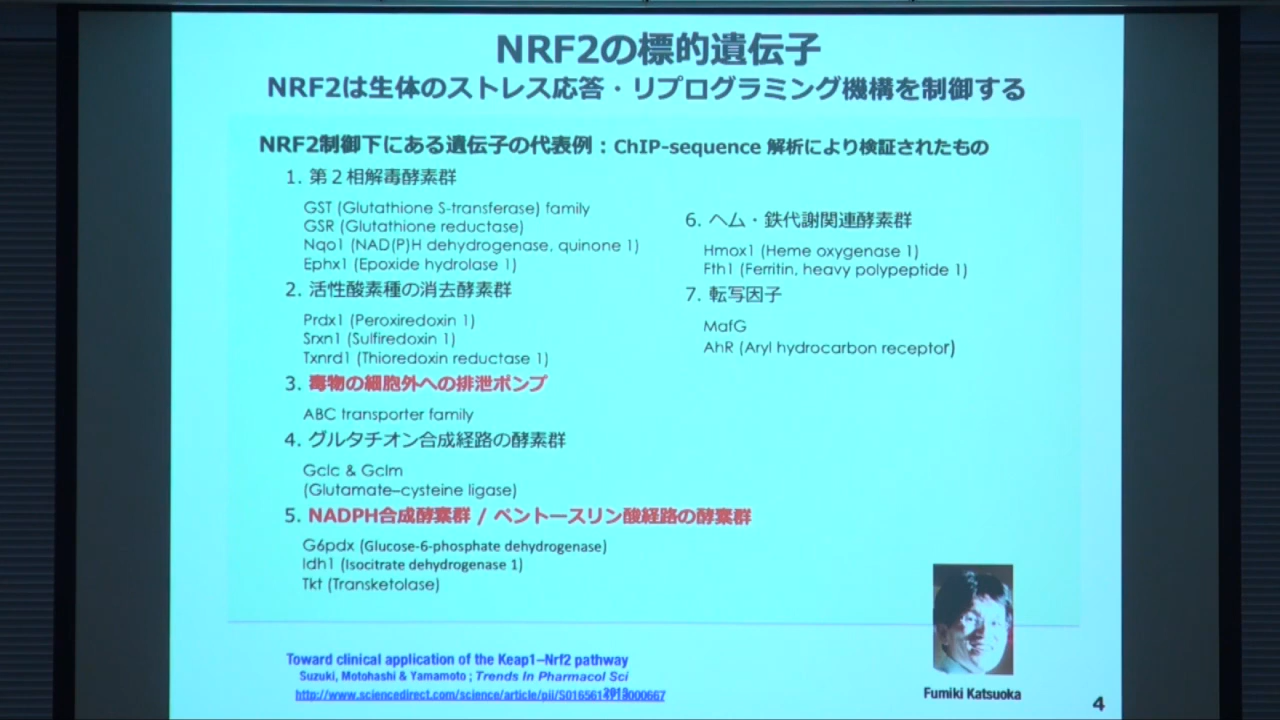 NRF2の標的遺伝子
NRF2は生体のストレス応答・リプログラミング機構を制御する
NRF2制御下にある遺伝子の代表例：ChIP-sequence 解析により検証されたもの
1. 第２相解毒酵素群
GST (Glutathione S-transferase) family
GSR (Glutathione reductase)
Nqo1 (NAD(P)H dehydrogenase, quinone 1)
Ephx1 (Epoxide hydrolase 1)
2. 活性酸素種の消去酵素群
Prdx1 (Peroxiredoxin 1)
Srxn1 (Sulfiredoxin 1)
Txnrd1 (Thioredoxin reductase 1)
3. 毒物の細胞外への排泄ポンプ
ABC transporter family
4. グルタチオン合成経路の酵素群
Gclc & Gclm
(Glutamate–cysteine ligase)
5. NADPH合成酵素群 / ペントースリン酸経路の酵素群
G6pdx (Glucose-6-phosphate dehydrogenase)
Idh1 (Isocitrate dehydrogenase 1)
Tkt (Transketolase)
6. ヘム・鉄代謝関連酵素群
Hmox1 (Heme oxygenase 1)
Fth1 (Ferritin, heavy polypeptide 1)
7. 転写因子
MafG
AhR (Aryl hydrocarbon receptor)
Toward clinical application of the Keap1–Nrf2 pathway
Suzuki, Motohashi & Yamamoto ; Trends In Pharmacol Sci
2013
Fumiki Katsuoka
4